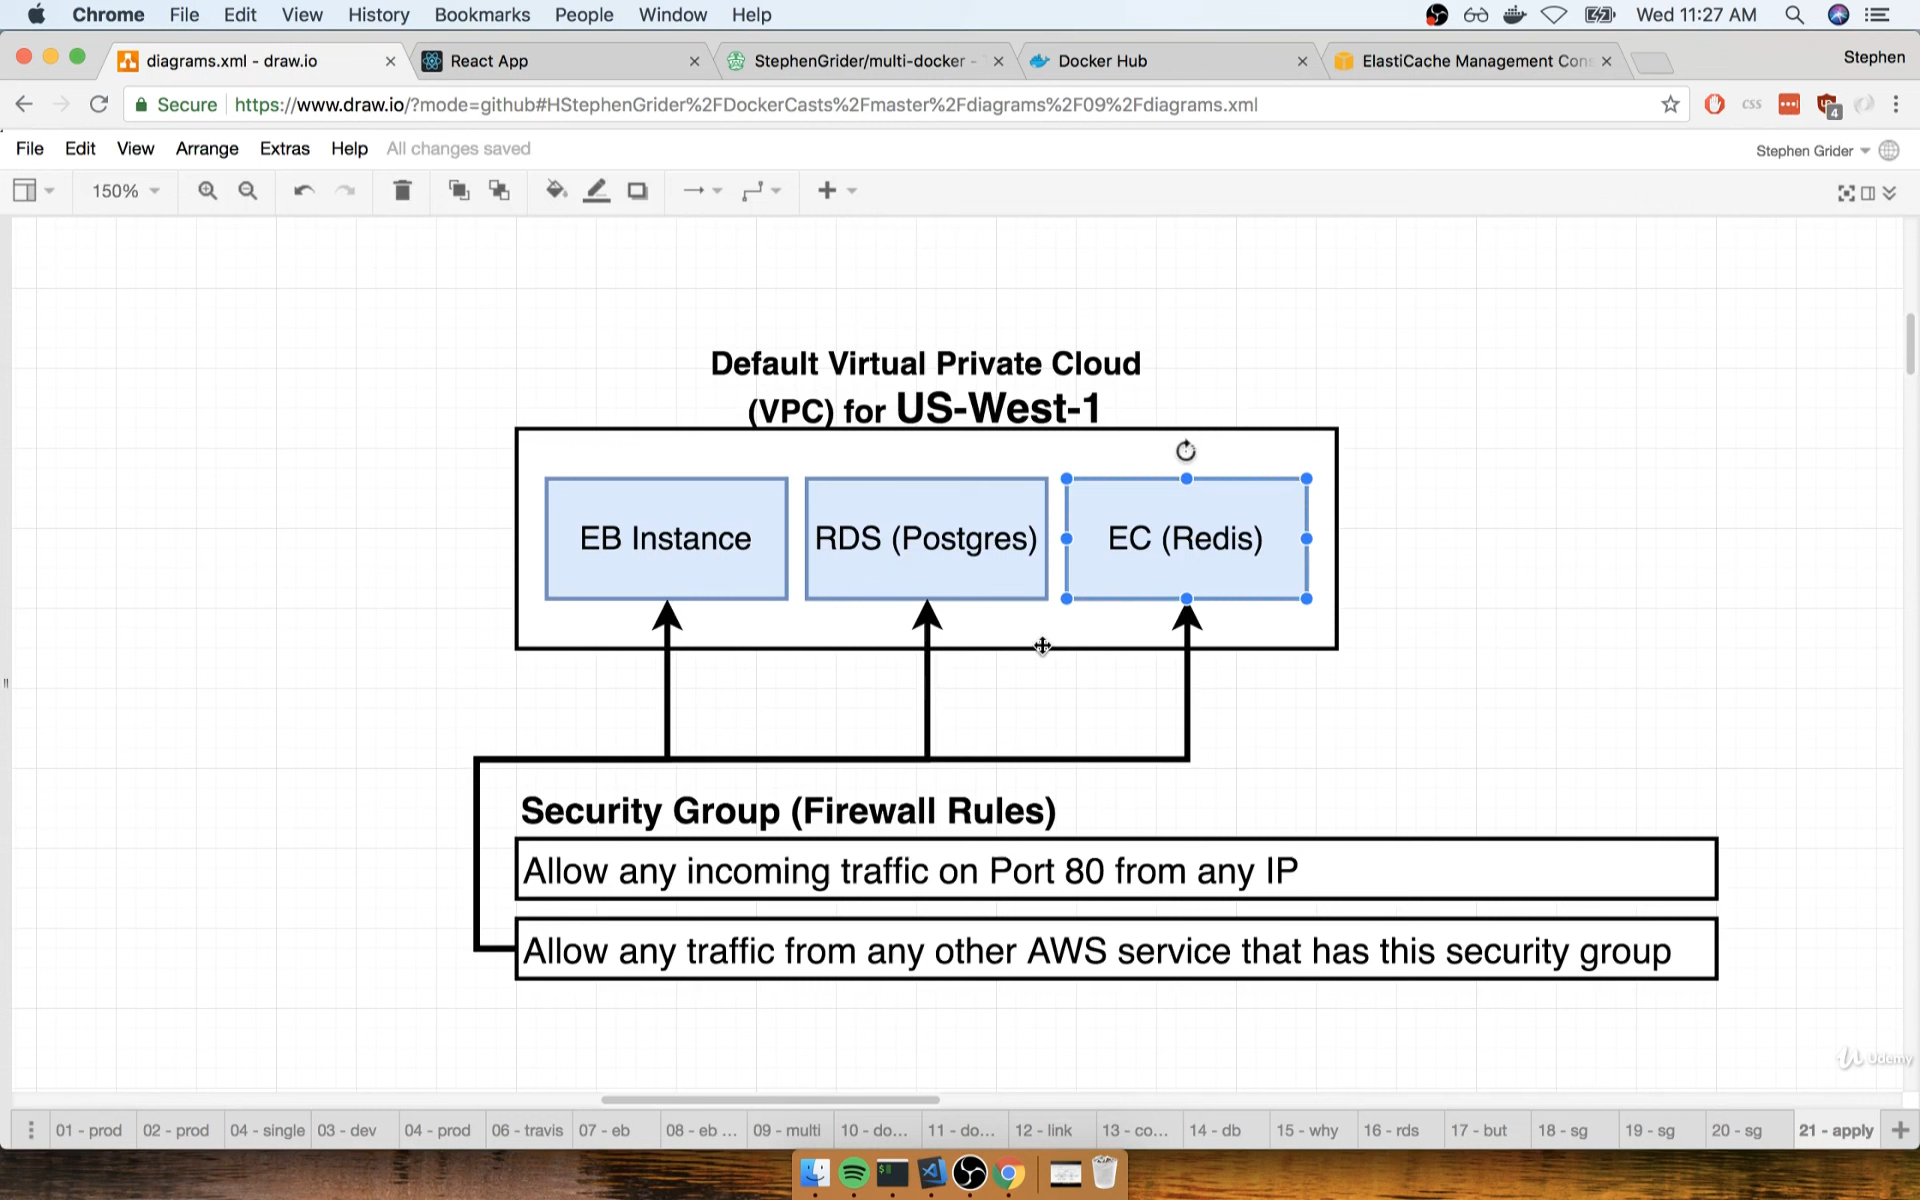 Chrome File Edit View History Bookmarks People Window Help Wed 11:27 AM
diagrams.xml - draw.io React App StephenGrider/multi-docker - Docker Hub ElastiCache Management Con Stephen
Secure https://www.draw.io/?mode=github#HStephenGrider%2FDockerCasts%2Fmaster%2Fdiagrams%2F09%2Fdiagrams.xml css 4
File Edit View Arrange Extras Help All changes saved Stephen Grider
150%
Default Virtual Private Cloud
(VPC) for US-West-1
EB Instance RDS (Postgres) EC (Redis)
Security Group (Firewall Rules)
Allow any incoming traffic on Port 80 from any IP
Allow any traffic from any other AWS service that has this security group
Udemy
01 - prod 02 - prod 04 - single 03 - dev 04 - prod 06 - travis 07 - eb 08 - eb ... 09 - multi 10 - do... 11 - do... 12 - link 13 - co... 14 - db 15 - why 16 - rds 17 - but 18 - sg 19 - sg 20 - sg 21 - apply